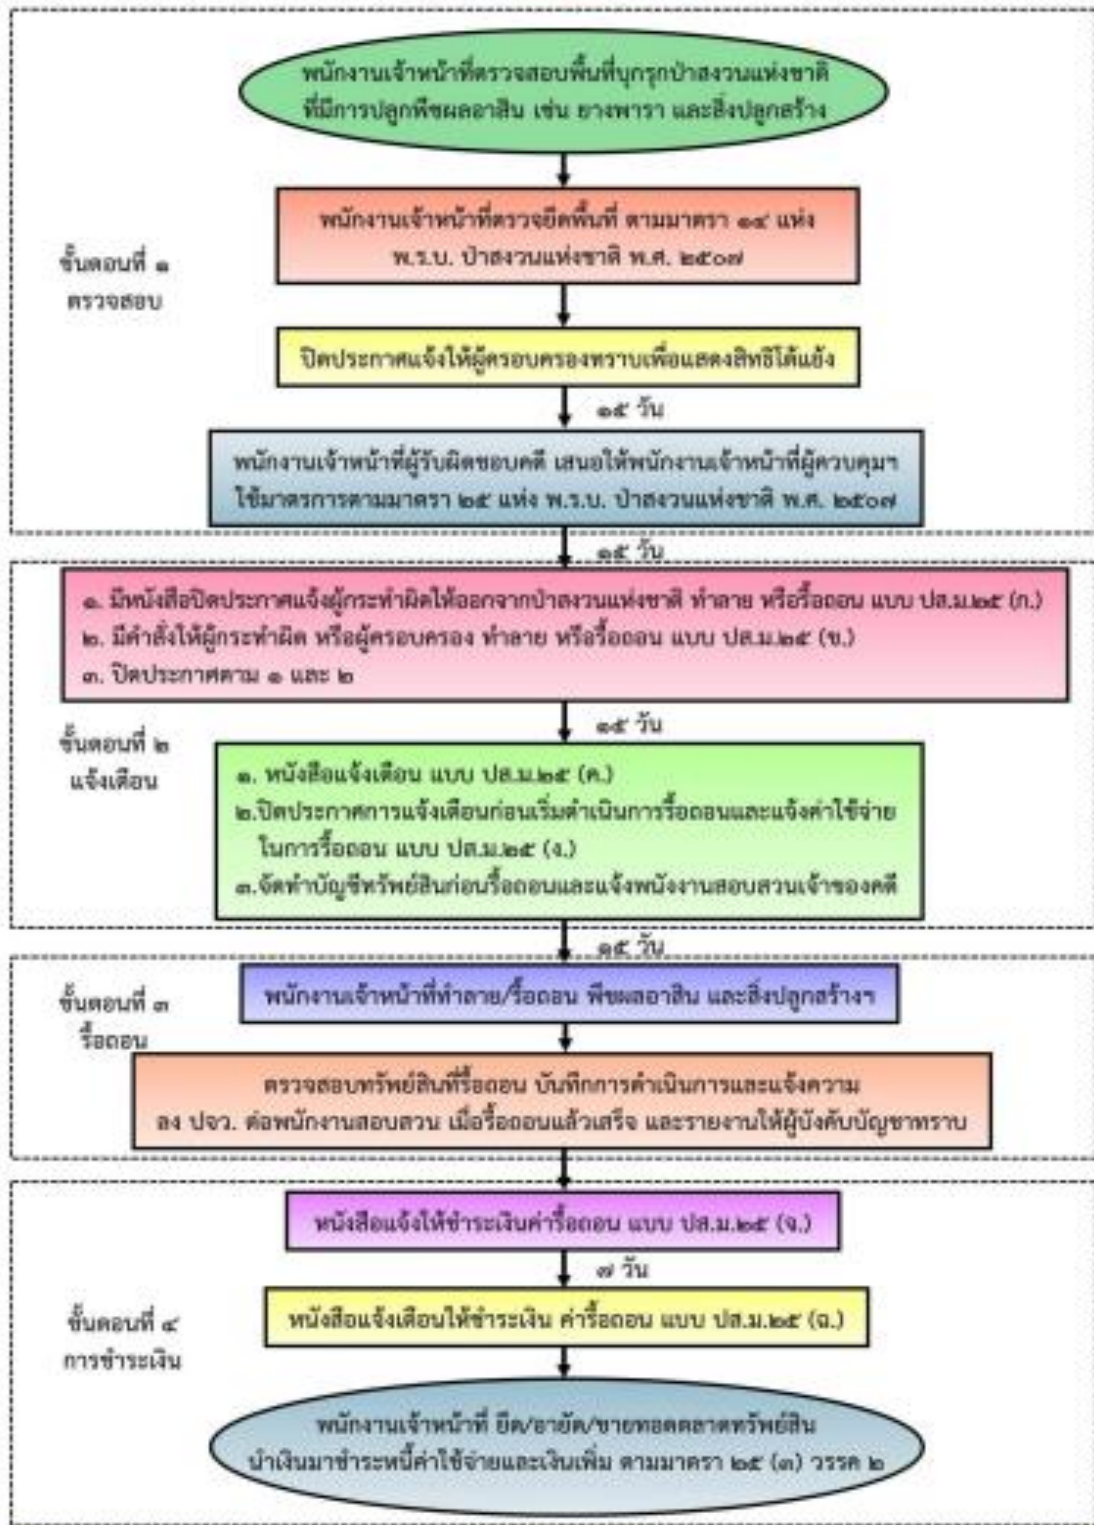 พนักงานเจ้าหน้าที่ตรวจสอบพื้นที่บุกรุกป่าสงวนแห่งชาติ
ที่มีการปลูกพืชผลอาสิน เช่น ยางพารา และสิ่งปลูกสร้าง
ขั้นตอนที่ ๑
ตรวจสอบ
พนักงานเจ้าหน้าที่ตรวจยึดพื้นที่ ตามมาตรา ๑๔ แห่ง
พ.ร.บ. ป่าสงวนแห่งชาติ พ.ศ. ๒๕๐๗
ปิดประกาศแจ้งให้ผู้ครอบครองทราบเพื่อแสดงสิทธิโต้แย้ง
๑๕ วัน
พนักงานเจ้าหน้าที่ผู้รับผิดชอบคดี เสนอให้พนักงานเจ้าหน้าที่ผู้ควบคุมฯ
ใช้มาตรการตามมาตรา ๒๕ แห่ง พ.ร.บ. ป่าสงวนแห่งชาติ พ.ศ. ๒๕๐๗
๑๕ วัน
๑. มีหนังสือปิดประกาศแจ้งผู้กระทำผิดให้ออกจากป่าสงวนแห่งชาติ ทำลาย หรือรื้อถอน แบบ ปส.ม.๒๕ (ก.)
๒. มีคำสั่งให้ผู้กระทำผิด หรือผู้ครอบครอง ทำลาย หรือรื้อถอน แบบ ปส.ม.๒๕ (ข.)
๓. ปิดประกาศตาม ๑ และ ๒
๑๕ วัน
ขั้นตอนที่ ๒
แจ้งเตือน
๑. หนังสือแจ้งเตือน แบบ ปส.ม.๒๕ (ค.)
๒.ปิดประกาศการแจ้งเตือนก่อนเริ่มดำเนินการรื้อถอนและแจ้งค่าใช้จ่าย
ในการรื้อถอน แบบ ปส.ม.๒๕ (ง.)
๓.จัดทำบัญชีทรัพย์สินก่อนรื้อถอนและแจ้งพนังงานสอบสวนเจ้าของคดี
๑๕ วัน
ขั้นตอนที่ ๓
รื้อถอน
พนักงานเจ้าหน้าที่ทำลาย/รื้อถอน พืชผลอาสิน และสิ่งปลูกสร้างฯ
ตรวจสอบทรัพย์สินที่รื้อถอน บันทึกการดำเนินการและแจ้งความ
ลง ปจว. ต่อพนักงานสอบสวน เมื่อรื้อถอนแล้วเสร็จ และรายงานให้ผู้บังคับบัญชาทราบ
หนังสือแจ้งให้ชำระเงินค่ารื้อถอน แบบ ปส.ม.๒๕ (จ.)
๗ วัน
ขั้นตอนที่ ๔
การชำระเงิน
หนังสือแจ้งเตือนให้ชำระเงิน ค่ารื้อถอน แบบ ปส.ม.๒๕ (ฉ.)
พนักงานเจ้าหน้าที่ ยึด/อายัด/ขายทอดตลาดทรัพย์สิน
นำเงินมาชำระหนี้ค่าใช้จ่ายและเงินเพิ่ม ตามมาตรา ๒๕ (๓) วรรค ๒